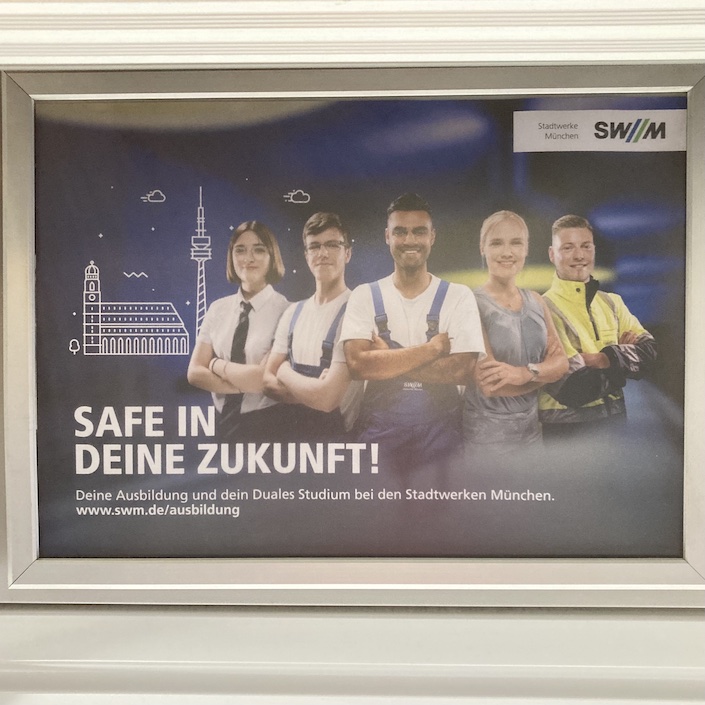 Stadtwerke
München
SW//M
SAFE IN
DEINE ZUKUNFT!
Deine Ausbildung und dein Duales Studium bei den Stadtwerken München.
www.swm.de/ausbildung